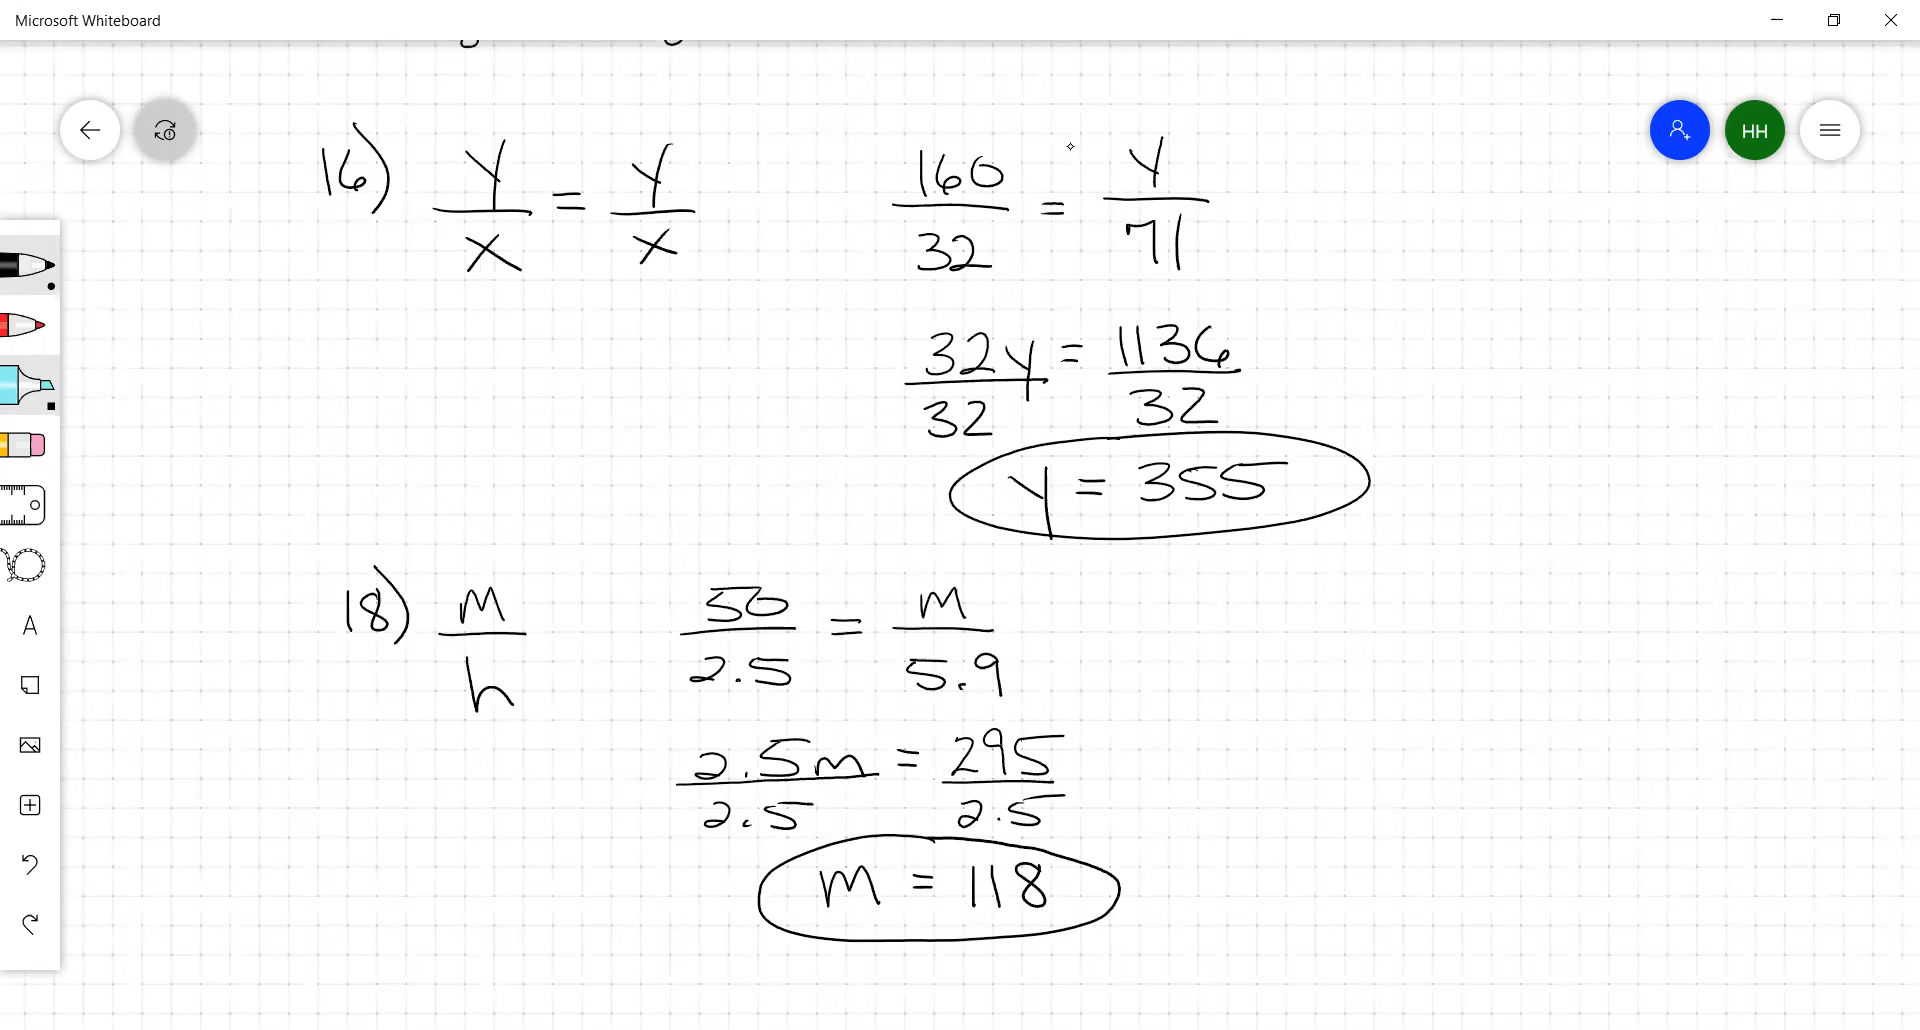 Microsoft Whiteboard
HH
16) y/x = y/x 160/32 = y/71
32y/32 = 1136/32
y = 355
18) m/h 50/2.5 = m/5.9
2.5m/2.5 = 295/2.5
m = 118
A